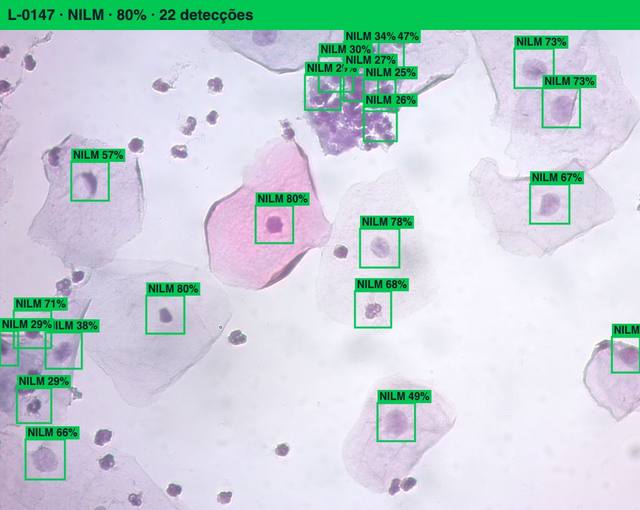 L-0147 · NILM · 80% · 22 detecções
NILM 34% 47%
NILM 30%
NILM 27%
NILM 25%
NILM 26%
NILM 73%
NILM 73%
NILM 57%
NILM 67%
NILM 80%
NILM 78%
NILM 80%
NILM 68%
NILM 71%
NILM 29%
NILM 38%
NILM
NILM 29%
NILM 49%
NILM 66%